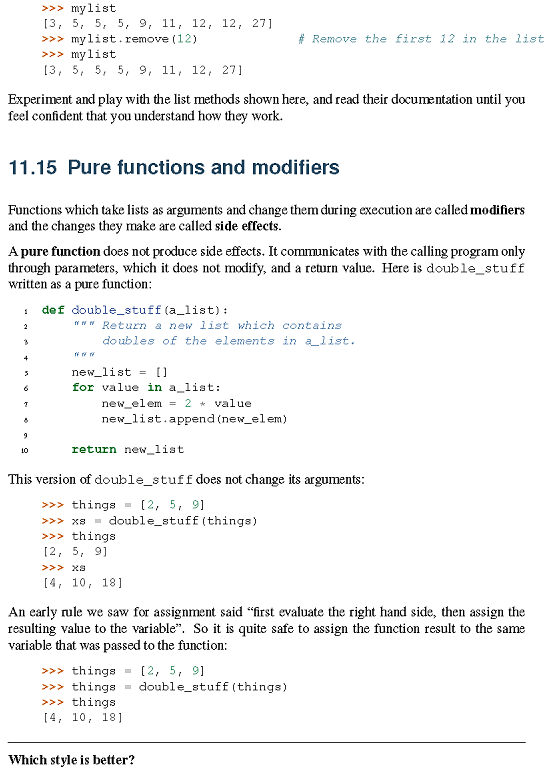 >>> mylist
[3, 5, 5, 5, 9, 11, 12, 12, 27]
>>> mylist.remove(12)                # Remove the first 12 in the list
>>> mylist
[3, 5, 5, 5, 9, 11, 12, 27]
Experiment and play with the list methods shown here, and read their documentation until you
feel confident that you understand how they work.
11.15 Pure functions and modifiers
Functions which take lists as arguments and change them during execution are called modifiers
and the changes they make are called side effects.
A pure function does not produce side effects. It communicates with the calling program only
through parameters, which it does not modify, and a return value. Here is double_stuff
written as a pure function:
1 def double_stuff(a_list):
2     """ Return a new list which contains
3         doubles of the elements in a_list.
4     """
5     new_list = []
6     for value in a_list:
7         new_elem = 2 * value
8         new_list.append(new_elem)
9
10     return new_list
This version of double_stuff does not change its arguments:
>>> things = [2, 5, 9]
>>> xs = double_stuff(things)
>>> things
[2, 5, 9]
>>> xs
[4, 10, 18]
An early rule we saw for assignment said “first evaluate the right hand side, then assign the
resulting value to the variable”. So it is quite safe to assign the function result to the same
variable that was passed to the function:
>>> things = [2, 5, 9]
>>> things = double_stuff(things)
>>> things
[4, 10, 18]
Which style is better?